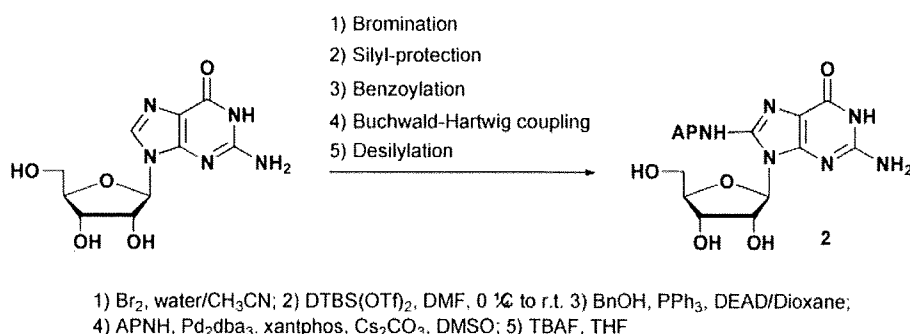 1) Bromination
2) Silyl-protection
3) Benzoylation
4) Buchwald-Hartwig coupling
5) Desilylation
O
N
NH
N
N
NH₂
HO
O
OH OH
O
N
NH
APNH
N
N
NH₂
HO
O
OH OH
2
1) Br₂, water/CH₃CN; 2) DTBS(OTf)₂, DMF, 0 ℃ to r.t. 3) BnOH, PPh₃, DEAD/Dioxane;
4) APNH, Pd₂dba₃, xantphos, Cs₂CO₃, DMSO; 5) TBAF, THF